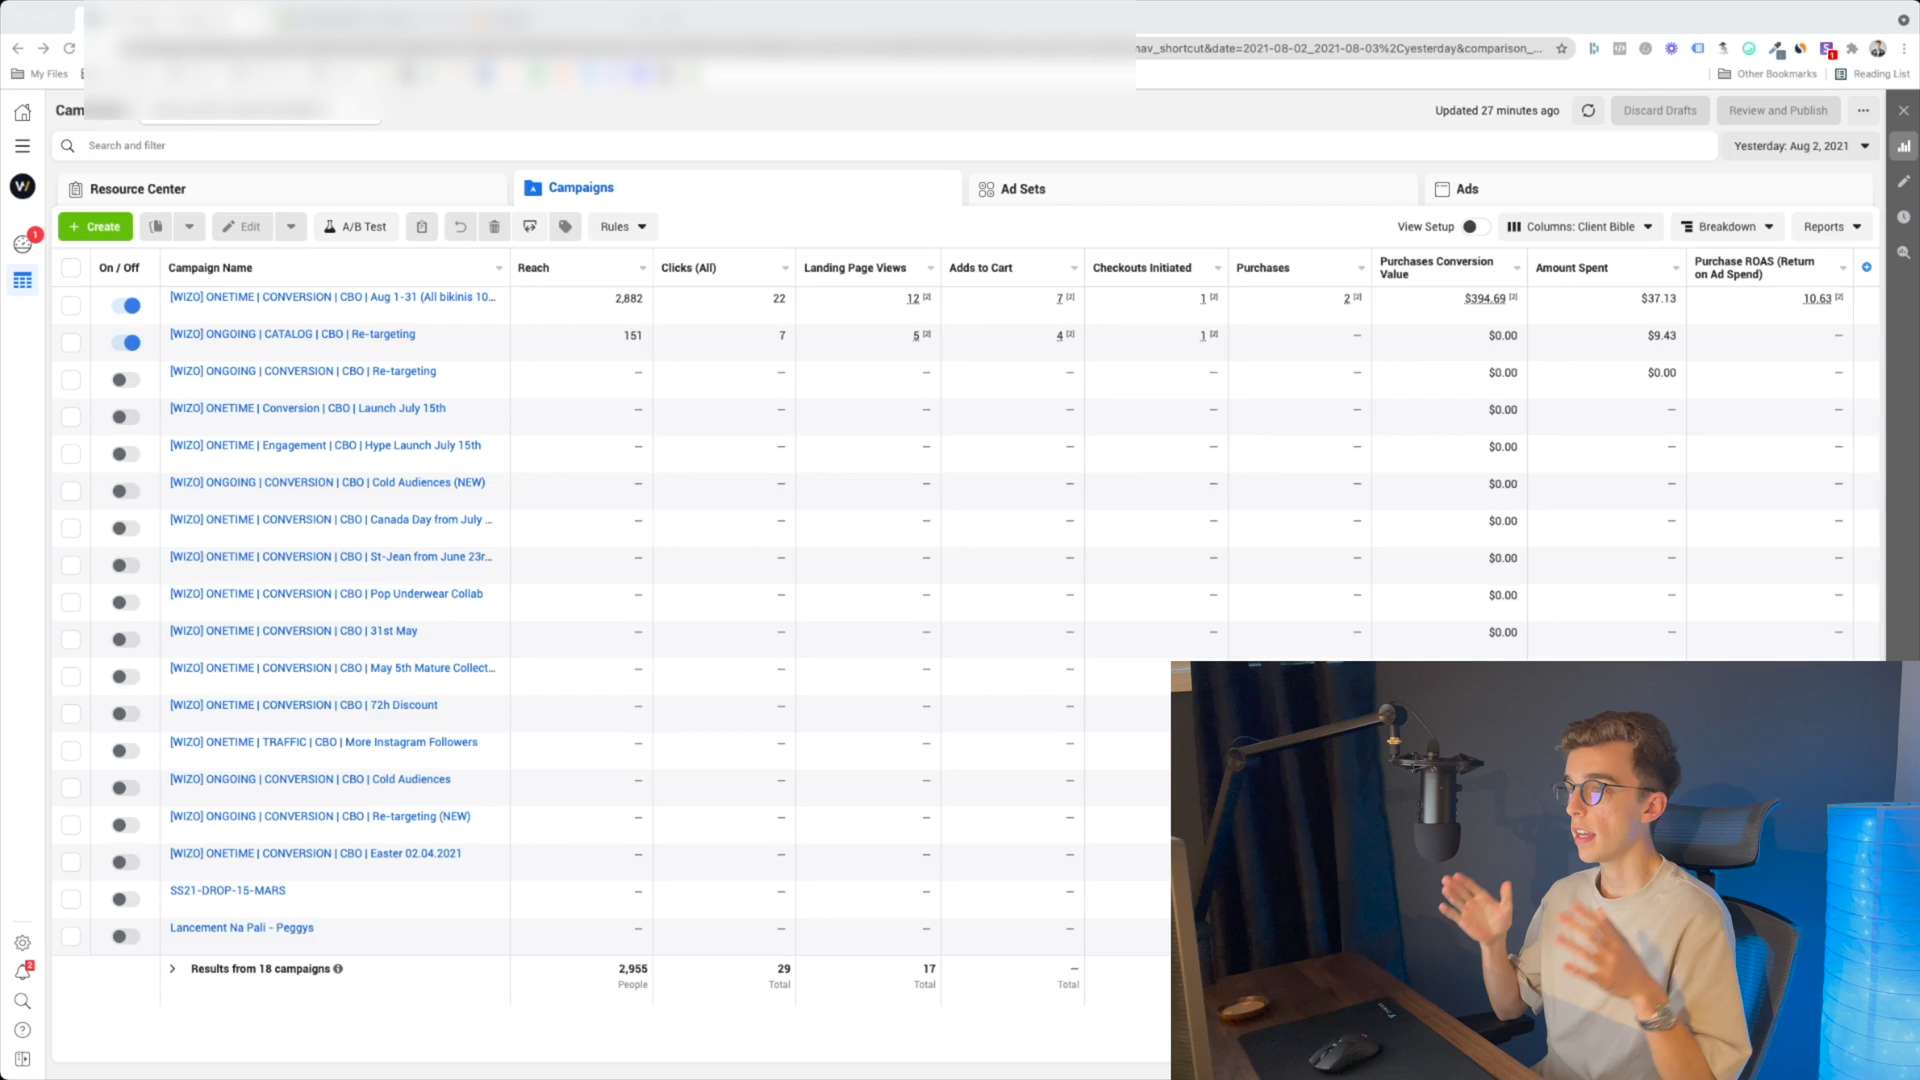 nav_shortcut&date=2021-08-02_2021-08-03%2Cyesterday&comparison_...
1
My Files
Other Bookmarks
Reading List
Cam
Updated 27 minutes ago
Discard Drafts
Review and Publish
Search and filter
Yesterday: Aug 2, 2021
Resource Center
Campaigns
Ad Sets
Ads
+ Create
Edit
A/B Test
Rules
View Setup
Columns: Client Bible
Breakdown
Reports
1
On / Off Campaign Name Reach Clicks (All) Landing Page Views Adds to Cart Checkouts Initiated Purchases Purchases Conversion Value Amount Spent Purchase ROAS (Return on Ad Spend)
[WIZO] ONETIME | CONVERSION | CBO | Aug 1-31 (All bikinis 10... 2,882 22 12 [2] 7 [2] 1 [2] 2 [2] $394.69 [2] $37.13 10.63 [2]
[WIZO] ONGOING | CATALOG | CBO | Re-targeting 151 7 5 [2] 4 [2] 1 [2] — $0.00 $9.43 —
[WIZO] ONGOING | CONVERSION | CBO | Re-targeting — — — — — — $0.00 $0.00 —
[WIZO] ONETIME | Conversion | CBO | Launch July 15th — — — — — — $0.00 — —
[WIZO] ONETIME | Engagement | CBO | Hype Launch July 15th — — — — — — $0.00 — —
[WIZO] ONGOING | CONVERSION | CBO | Cold Audiences (NEW) — — — — — — $0.00 — —
[WIZO] ONETIME | CONVERSION | CBO | Canada Day from July ... — — — — — — $0.00 — —
[WIZO] ONETIME | CONVERSION | CBO | St-Jean from June 23r... — — — — — — $0.00 — —
[WIZO] ONETIME | CONVERSION | CBO | Pop Underwear Collab — — — — — — $0.00 — —
[WIZO] ONETIME | CONVERSION | CBO | 31st May — — — — — — $0.00 — —
[WIZO] ONETIME | CONVERSION | CBO | May 5th Mature Collect... — — — —
[WIZO] ONETIME | CONVERSION | CBO | 72h Discount — — — —
[WIZO] ONETIME | TRAFFIC | CBO | More Instagram Followers — — — —
[WIZO] ONGOING | CONVERSION | CBO | Cold Audiences — — — —
[WIZO] ONGOING | CONVERSION | CBO | Re-targeting (NEW) — — — —
[WIZO] ONETIME | CONVERSION | CBO | Easter 02.04.2021 — — — —
SS21-DROP-15-MARS — — — —
Lancement Na Pali - Peggys — — — —
Results from 18 campaigns 2,955 29 17 —
People Total Total Total
2